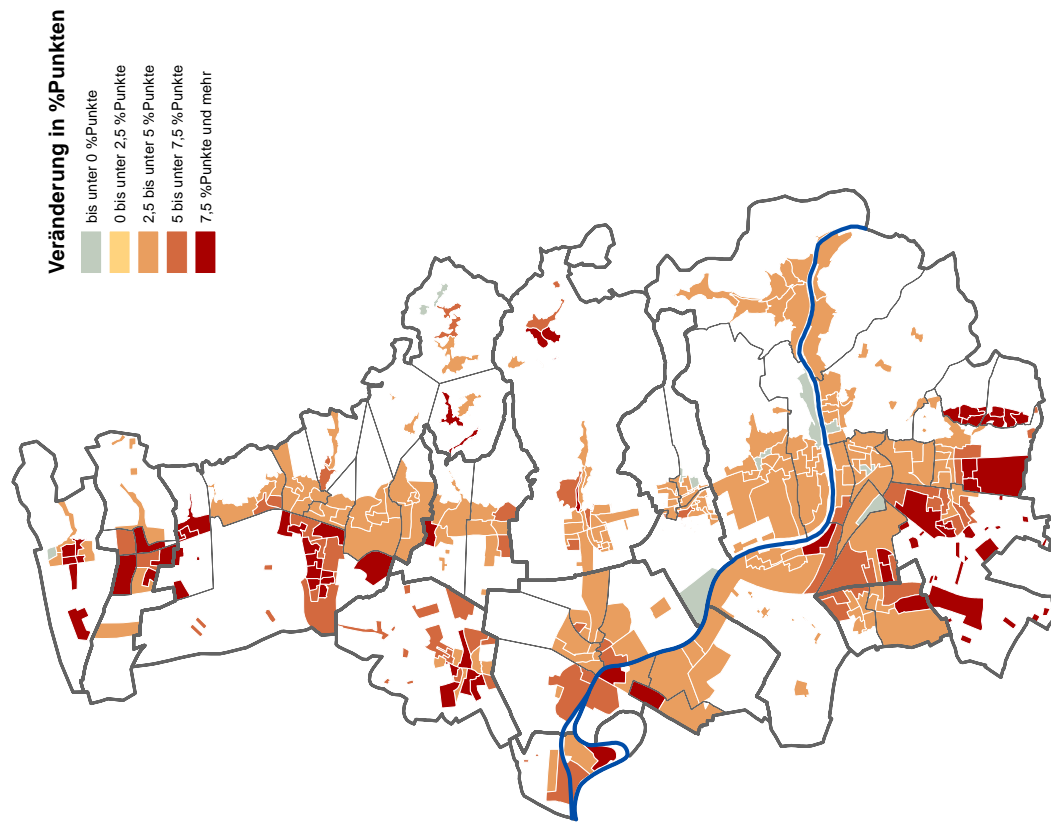 Veränderung in %Punkten
bis unter 0 %Punkte
0 bis unter 2,5 %Punkte
2,5 bis unter 5 %Punkte
5 bis unter 7,5 %Punkte
7,5 %Punkte und mehr